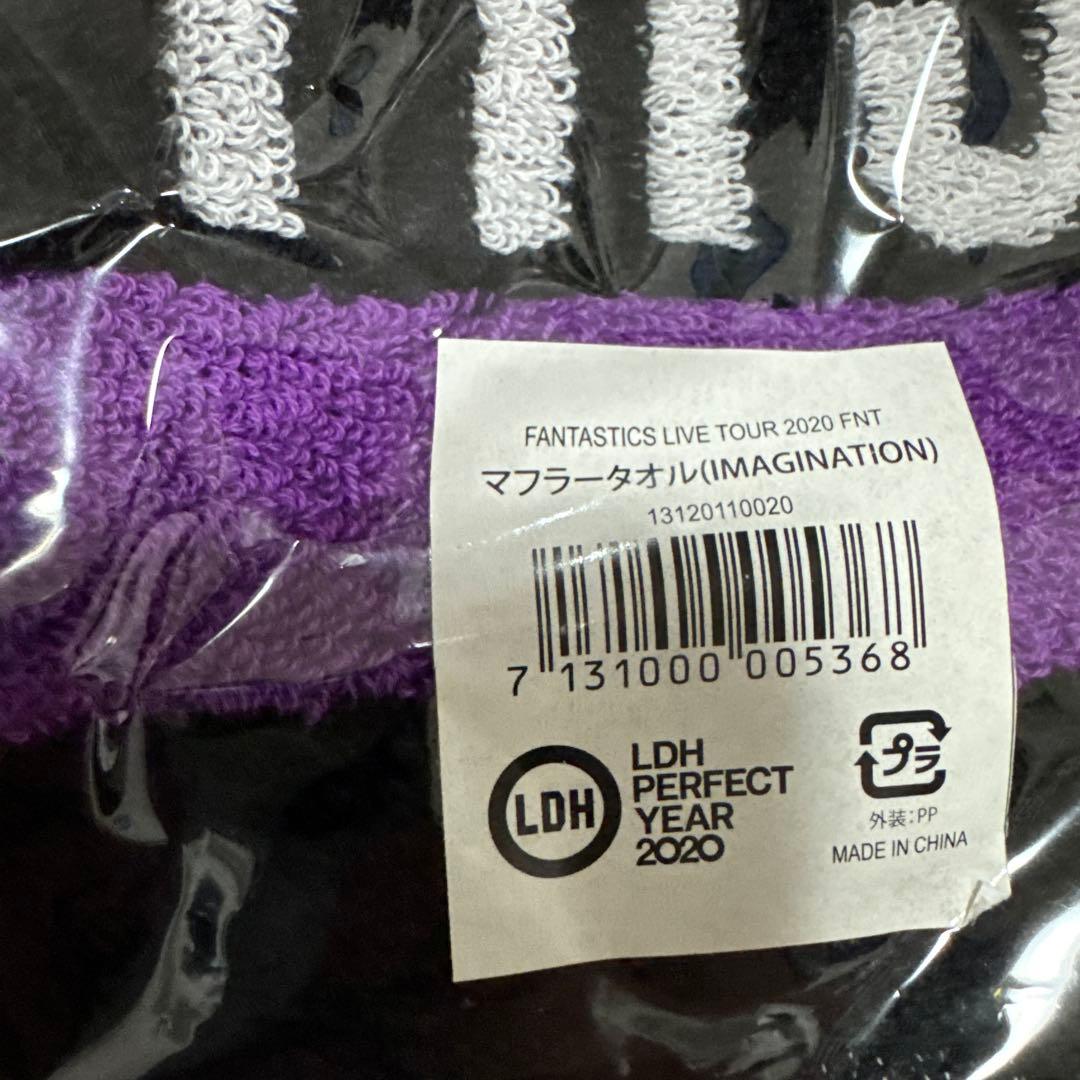 FANTASTICS LIVE TOUR 2020 FNT
マフラータオル(IMAGINATION)
13120110020
7 131000 005368
LDH
LDH
PERFECT
YEAR
2020
プラ
外装:PP
MADE IN CHINA